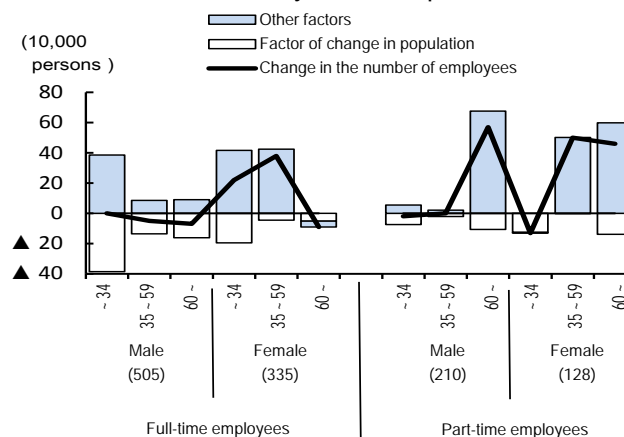 Other factors
Factor of change in population
Change in the number of employees
(10,000
persons )
80
60
40
20
0
▲ 20
▲ 40
~ 34
35 ~ 59
60 ~
~ 34
35 ~ 59
60 ~
~ 34
35 ~ 59
60 ~
~ 34
35 ~ 59
60 ~
Male Female Male Female
(505) (335) (210) (128)
Full-time employees Part-time employees